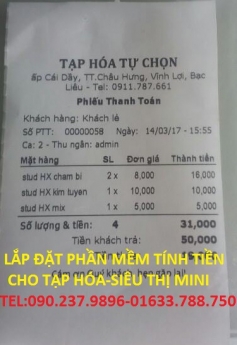 TẠP HÓA TỰ CHỌN
ấp Cái Dầy, TT.Châu Hưng, Vĩnh Lợi, Bạc
Liêu - Tel: 0911.787.661
Phiếu Thanh Toán
Khách hàng: Khách lẻ
Số PTT: 00000058 Ngày: 14/03/17 - 15:55
Ca: 2 - Thu ngân: admin
Mặt hàng SL Đơn giá Thành tiền
stud HX cham bi 2 x 8,000 16,000
stud HX kim tuyen 1 x 10,000 10,000
stud HX mix 1 x 5,000 5,000
Số lượng & tiền: 4 31,000
Tiền khách trả: 50,000
LẮP ĐẶT PHẦN MỀM TÍNH TIỀN
CHO TẠP HÓA-SIÊU THỊ MINI
TEL:090.237.9896-01633.788.750